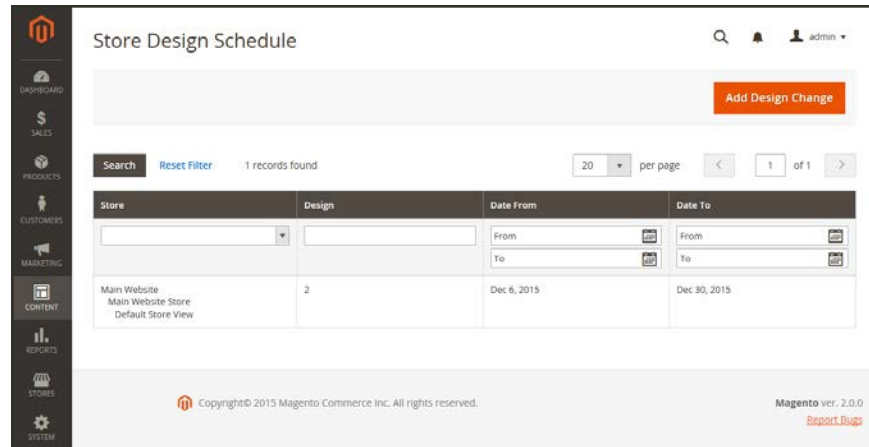 Store Design Schedule
admin
DASHBOARD
SALES
PRODUCTS
CUSTOMERS
MARKETING
CONTENT
REPORTS
STORES
SYSTEM
Add Design Change
Search Reset Filter 1 records found 20 per page 1 of 1
Store Design Date From Date To
From From
To To
Main Website 2 Dec 6, 2015 Dec 30, 2015
Main Website Store
Default Store View
Copyright© 2015 Magento Commerce Inc. All rights reserved. Magento ver. 2.0.0
Report Bugs